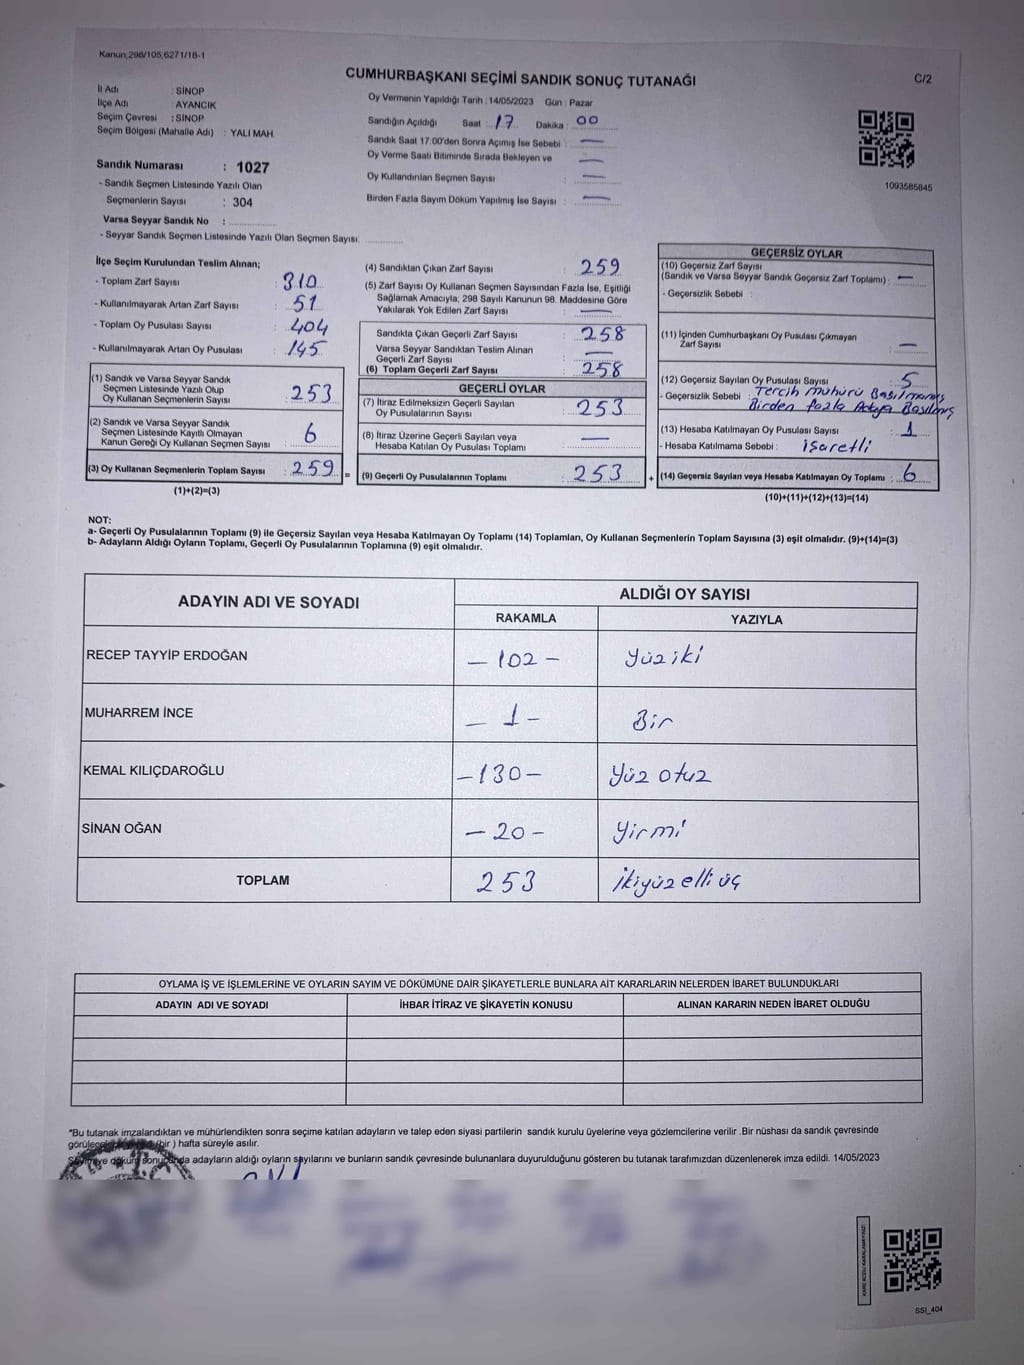 Kanun;298/105;6271/18-1
CUMHURBAŞKANI SEÇİMİ SANDIK SONUÇ TUTANAĞI
C/2
İl Adı : SİNOP
İlçe Adı : AYANCIK
Seçim Çevresi : SİNOP
Seçim Bölgesi (Mahalle Adı) : YALI MAH.
Oy Vermenin Yapıldığı Tarih : 14/05/2023 Gün : Pazar
Sandığın Açıldığı Saat : 17 Dakika : 00
Sandık Saat 17:00'den Sonra Açımış İse Sebebi : —
Oy Verme Saati Bitiminde Sırada Bekleyen ve —
Oy Kullandırılan Seçmen Sayısı : —
Birden Fazla Sayım Döküm Yapılmış İse Sayısı : —
1093585845
Sandık Numarası : 1027
- Sandık Seçmen Listesinde Yazılı Olan
Seçmenlerin Sayısı : 304
Varsa Seyyar Sandık No :
- Seyyar Sandık Seçmen Listesinde Yazılı Olan Seçmen Sayısı:
İlçe Seçim Kurulundan Teslim Alınan;
- Toplam Zarf Sayısı : 310
- Kullanılmayarak Artan Zarf Sayısı : 51
- Toplam Oy Pusulası Sayısı : 404
- Kullanılmayarak Artan Oy Pusulası : 145
(1) Sandık ve Varsa Seyyar Sandık
Seçmen Listesinde Yazılı Olup
Oy Kullanan Seçmenlerin Sayısı : 253
(2) Sandık ve Varsa Seyyar Sandık
Seçmen Listesinde Kayıtlı Olmayan
Kanun Gereği Oy Kullanan Seçmen Sayısı : 6
(3) Oy Kullanan Seçmenlerin Toplam Sayısı : 259 =
(1)+(2)=(3)
(4) Sandıktan Çıkan Zarf Sayısı : 259
(5) Zarf Sayısı Oy Kullanan Seçmen Sayısından Fazla İse, Eşitliği
Sağlamak Amacıyla; 298 Sayılı Kanunun 98. Maddesine Göre
Yakılarak Yok Edilen Zarf Sayısı : —
Sandıkta Çıkan Geçerli Zarf Sayısı : 258
Varsa Seyyar Sandıktan Teslim Alınan
Geçerli Zarf Sayısı : —
(6) Toplam Geçerli Zarf Sayısı : 258
GEÇERLİ OYLAR
(7) İtiraz Edilmeksizin Geçerli Sayılan
Oy Pusulalarının Sayısı : 253
(8) İtiraz Üzerine Geçerli Sayılan veya
Hesaba Katılan Oy Pusulası Toplamı : —
(9) Geçerli Oy Pusulalarının Toplamı : 253 +
GEÇERSİZ OYLAR
(10) Geçersiz Zarf Sayısı
(Sandık ve Varsa Seyyar Sandık Geçersiz Zarf Toplamı) : —
- Geçersizlik Sebebi :
(11) İçinden Cumhurbaşkanı Oy Pusulası Çıkmayan
Zarf Sayısı : —
(12) Geçersiz Sayılan Oy Pusulası Sayısı : 5
- Geçersizlik Sebebi : Tercih mühürü Basılmamış
Birden fazla Adaya Basılmış
(13) Hesaba Katılmayan Oy Pusulası Sayısı : 1
- Hesaba Katılmama Sebebi : işaretli
(14) Geçersiz Sayılan veya Hesaba Katılmayan Oy Toplamı : 6
(10)+(11)+(12)+(13)=(14)
NOT:
a- Geçerli Oy Pusulalarının Toplamı (9) ile Geçersiz Sayılan veya Hesaba Katılmayan Oy Toplamı (14) Toplamları, Oy Kullanan Seçmenlerin Toplam Sayısına (3) eşit olmalıdır. (9)+(14)=(3)
b- Adayların Aldığı Oyların Toplamı, Geçerli Oy Pusulalarının Toplamına (9) eşit olmalıdır.
ADAYIN ADI VE SOYADI
ALDIĞI OY SAYISI
RAKAMLA YAZIYLA
RECEP TAYYİP ERDOĞAN – 102 – yüziki
MUHARREM İNCE – 1 – Bir
KEMAL KILIÇDAROĞLU – 130 – Yüz otuz
SİNAN OĞAN – 20 – Yirmi
TOPLAM 253 ikiyüzelliüç
OYLAMA İŞ VE İŞLEMLERİNE VE OYLARIN SAYIM VE DÖKÜMÜNE DAİR ŞİKAYETLERLE BUNLARA AİT KARARLARIN NELERDEN İBARET BULUNDUKLARI
ADAYIN ADI VE SOYADI İHBAR İTİRAZ VE ŞİKAYETİN KONUSU ALINAN KARARIN NEDEN İBARET OLDUĞU
*Bu tutanak imzalandıktan ve mühürlendikten sonra seçime katılan adayların ve talep eden siyasi partilerin sandık kurulu üyelerine veya gözlemcilerine verilir .Bir nüshası da sandık çevresinde
(bir ) hafta süreyle asılır.
adayların aldığı oyların sayılarını ve bunların sandık çevresinde bulunanlara duyurulduğunu gösteren bu tutanak tarafımızdan düzenlenerek imza edildi. 14/05/2023
SSI_404